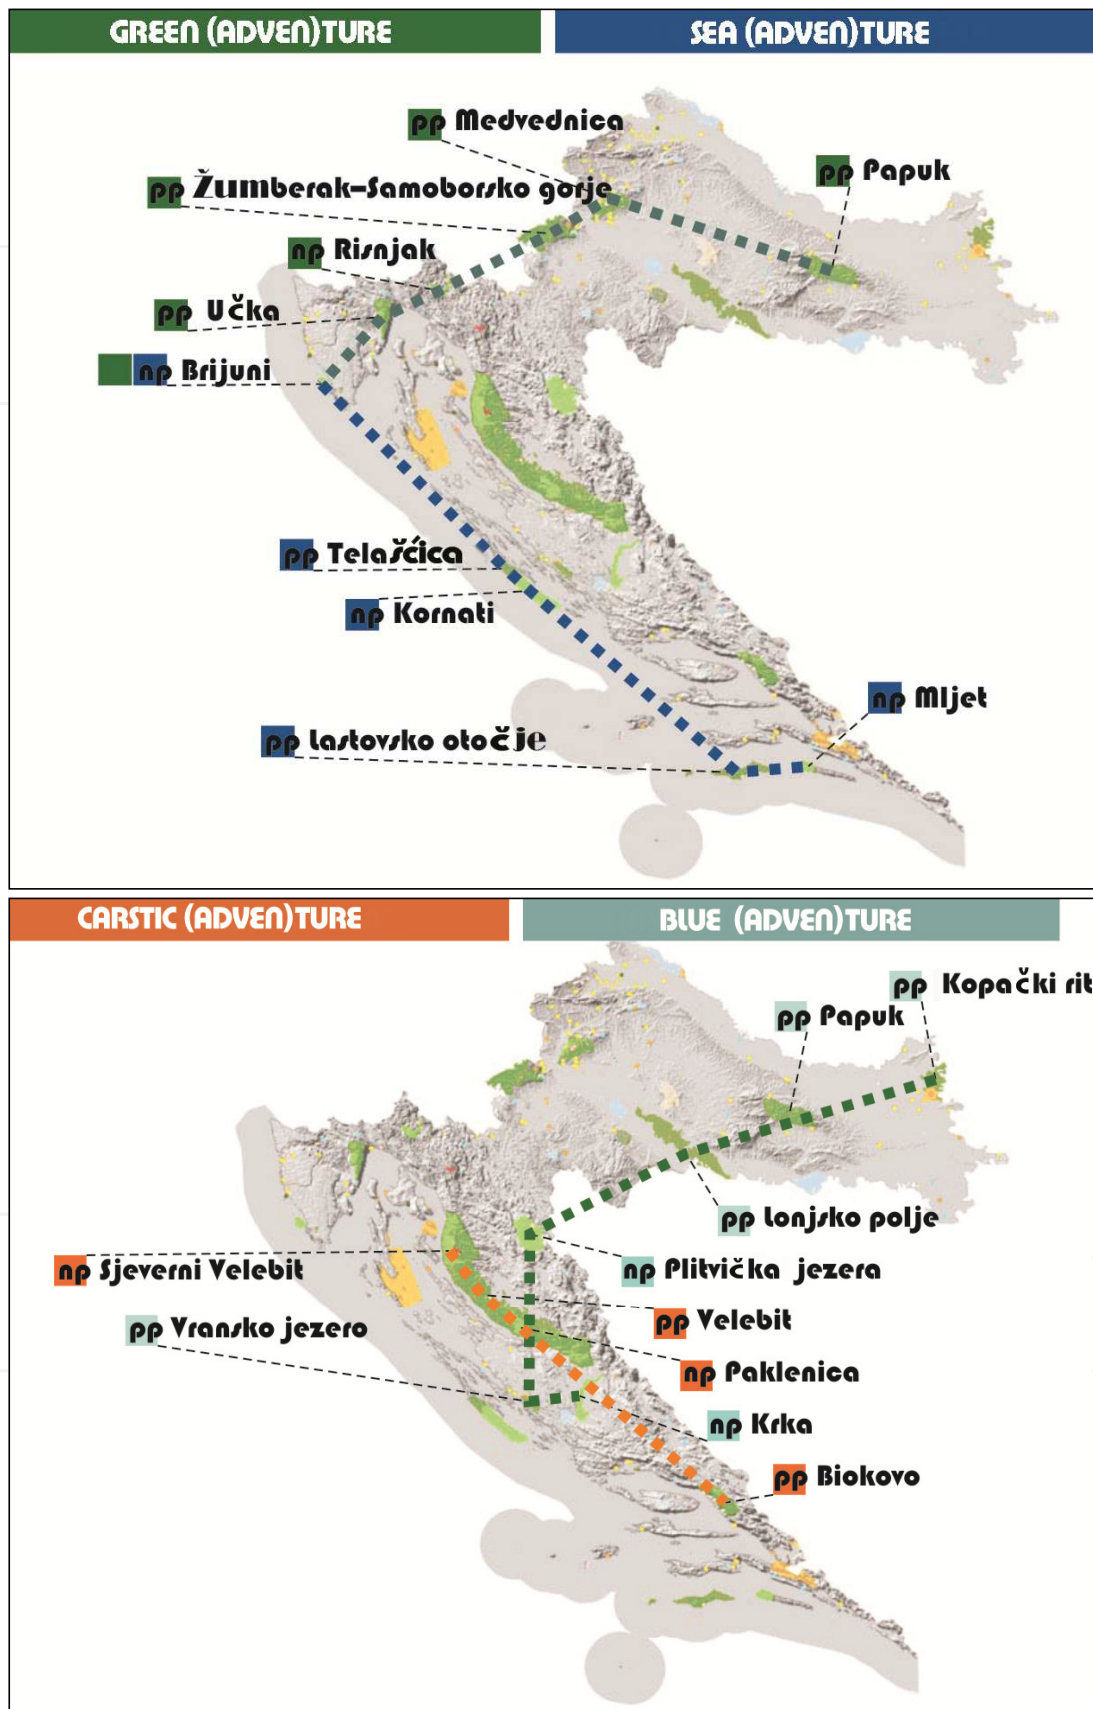 GREEN (ADVEN)TURE
SEA (ADVEN)TURE
pp Medvednica
pp Papuk
pp Žumberak–Samoborsko gorje
np Risnjak
pp Učka
np Brijuni
pp Telašćica
np Kornati
np Mljet
pp Lastovsko otočje
CARSTIC (ADVEN)TURE
BLUE (ADVEN)TURE
pp Kopački rit
pp Papuk
pp Lonjsko polje
np Sjeverni Velebit
np Plitvička jezera
pp Velebit
pp Vransko jezero
np Paklenica
np Krka
pp Biokovo